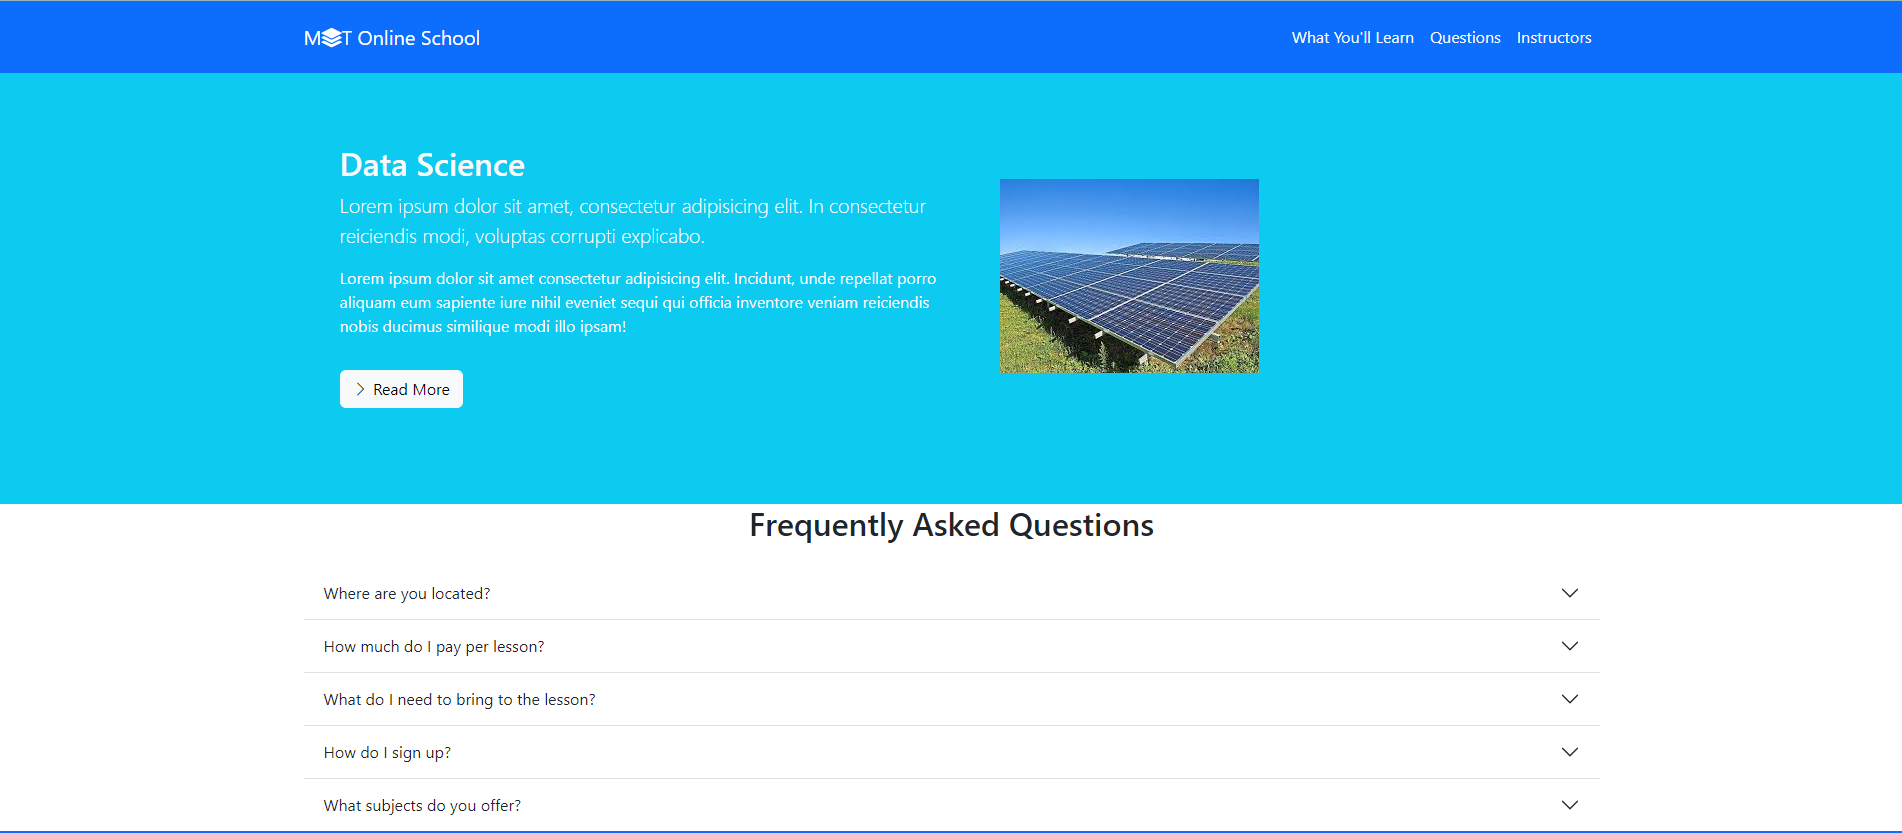 MT Online School
What You'll Learn Questions Instructors
Data Science
Lorem ipsum dolor sit amet, consectetur adipisicing elit. In consectetur
reiciendis modi, voluptas corrupti explicabo.
Lorem ipsum dolor sit amet consectetur adipisicing elit. Incidunt, unde repellat porro
aliquam eum sapiente iure nihil eveniet sequi qui officia inventore veniam reiciendis
nobis ducimus similique modi illo ipsam!
Read More
Frequently Asked Questions
Where are you located?
How much do I pay per lesson?
What do I need to bring to the lesson?
How do I sign up?
What subjects do you offer?